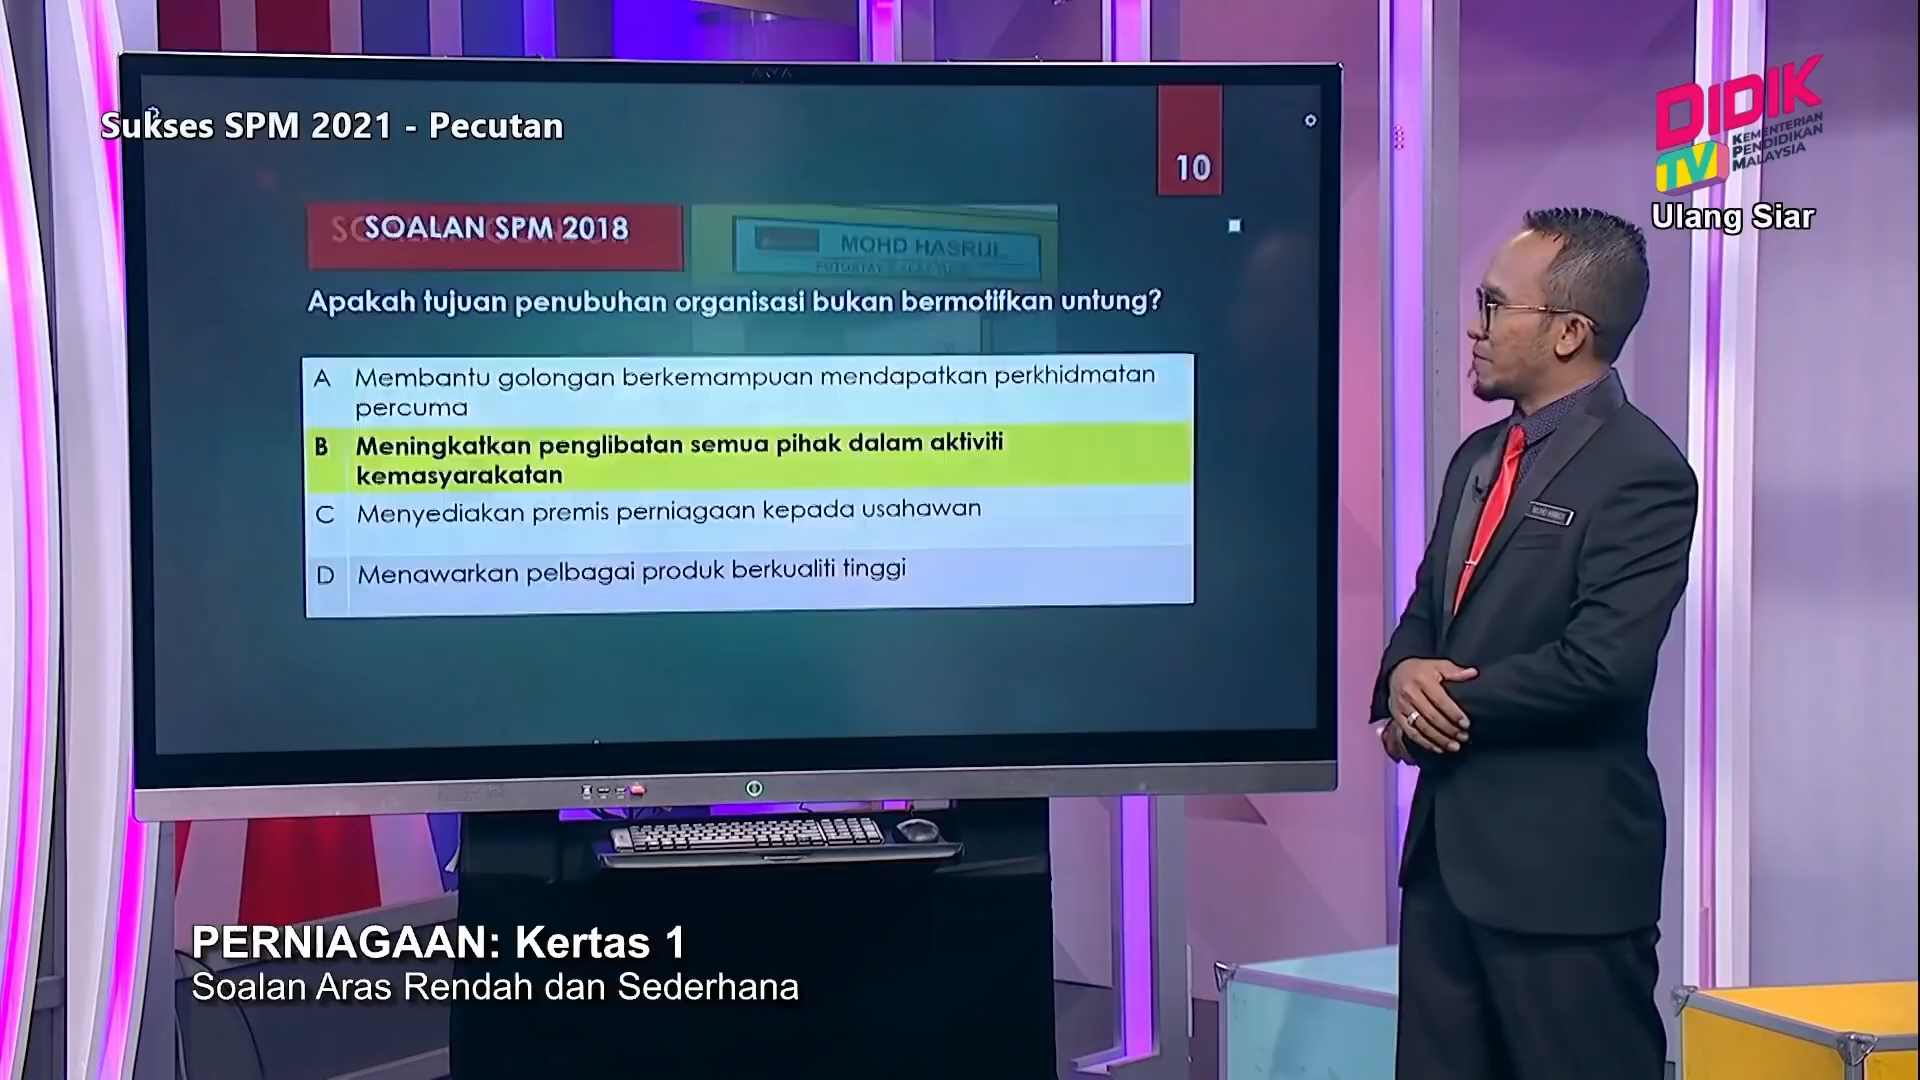 Sukses SPM 2021 - Pecutan
DIDIK
TV
KEMENTERIAN
PENDIDIKAN
MALAYSIA
Ulang Siar
10
SOALAN SPM 2018
MOHD HASRUL
Apakah tujuan penubuhan organisasi bukan bermotifkan untung?
A Membantu golongan berkemampuan mendapatkan perkhidmatan
percuma
B Meningkatkan penglibatan semua pihak dalam aktiviti
kemasyarakatan
C Menyediakan premis perniagaan kepada usahawan
D Menawarkan pelbagai produk berkualiti tinggi
PERNIAGAAN: Kertas 1
Soalan Aras Rendah dan Sederhana